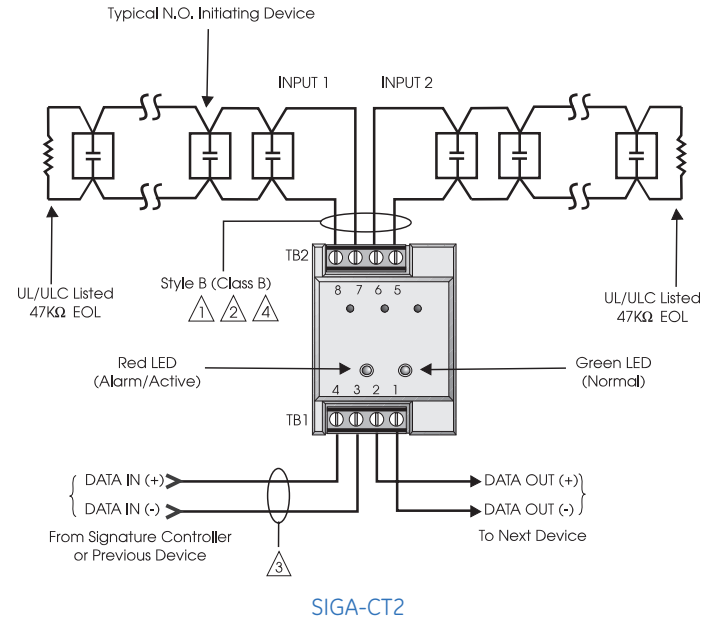 Typical N.O. Initiating Device
INPUT 1
INPUT 2
TB2
8 7 6 5
Style B (Class B)
1 2 4
UL/ULC Listed
47KΩ EOL
UL/ULC Listed
47KΩ EOL
Red LED
(Alarm/Active)
Green LED
(Normal)
4 3 2 1
TB1
DATA IN (+)
DATA IN (-)
From Signature Controller
or Previous Device
3
DATA OUT (+)
DATA OUT (-)
To Next Device
SIGA-CT2